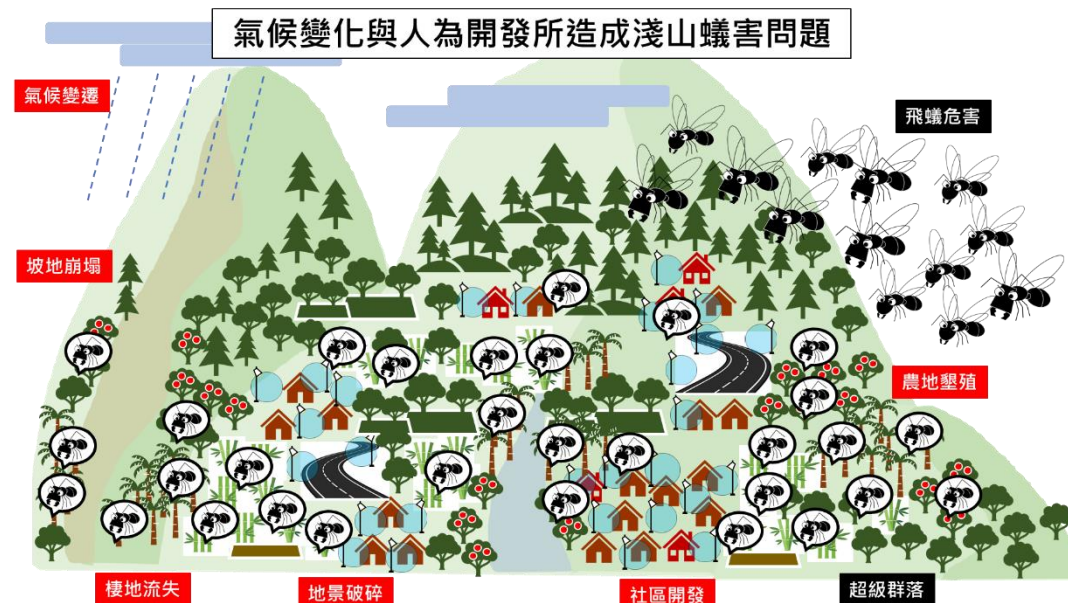 氣候變化與人為開發所造成淺山蟻害問題
氣候變遷
飛蟻危害
坡地崩塌
農地墾殖
棲地流失
地景破碎
社區開發
超級群落